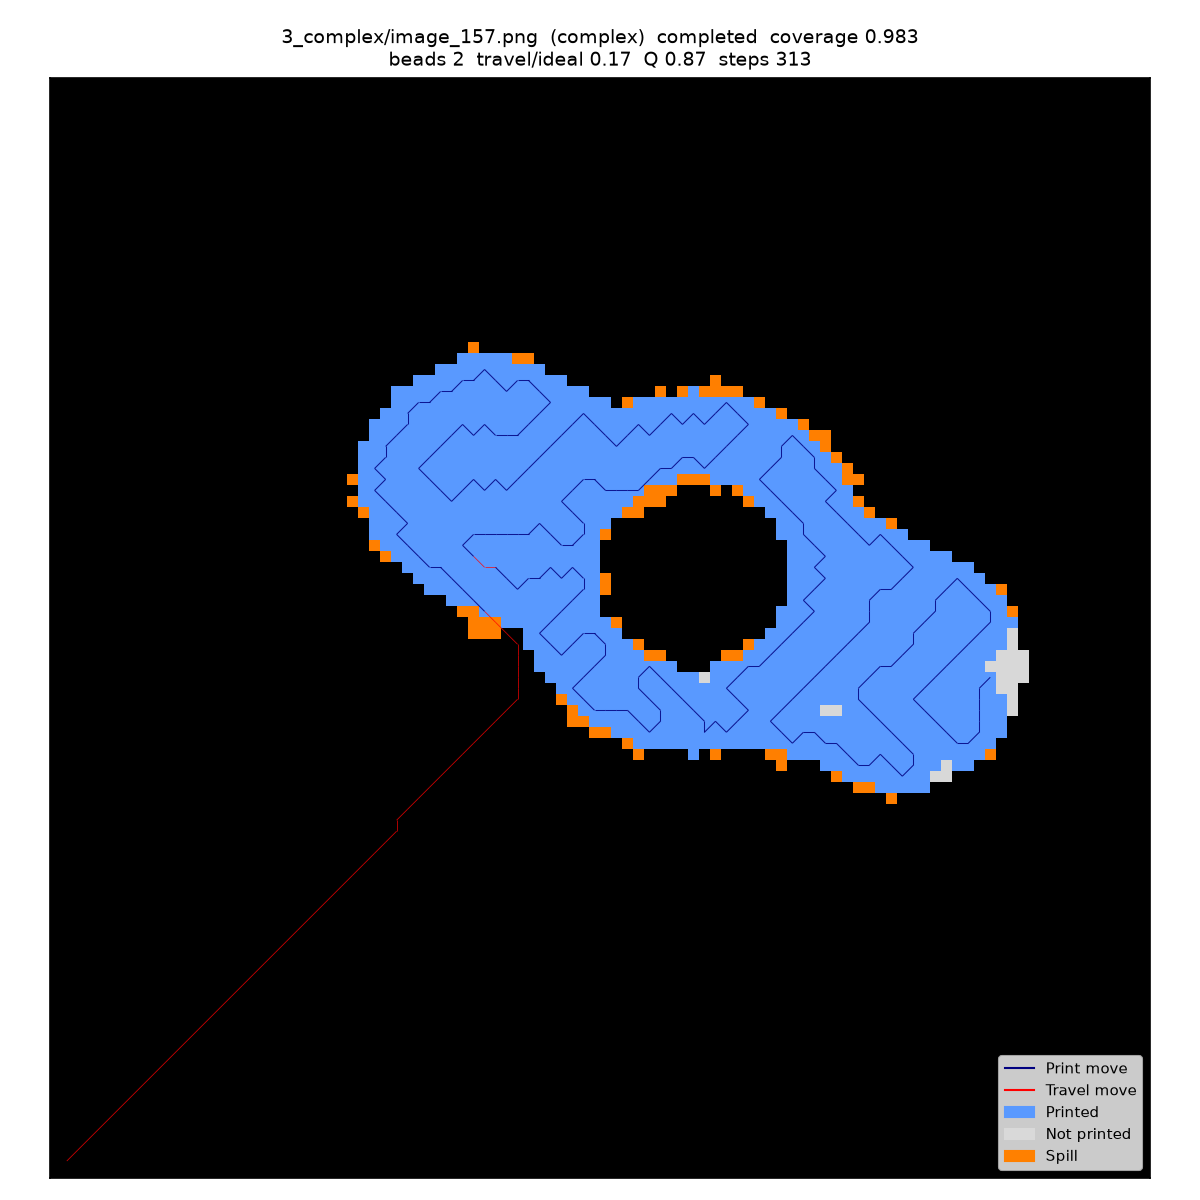 3_complex/image_157.png  (complex)  completed  coverage 0.983
beads 2  travel/ideal 0.17  Q 0.87  steps 313
Print move
Travel move
Printed
Not printed
Spill